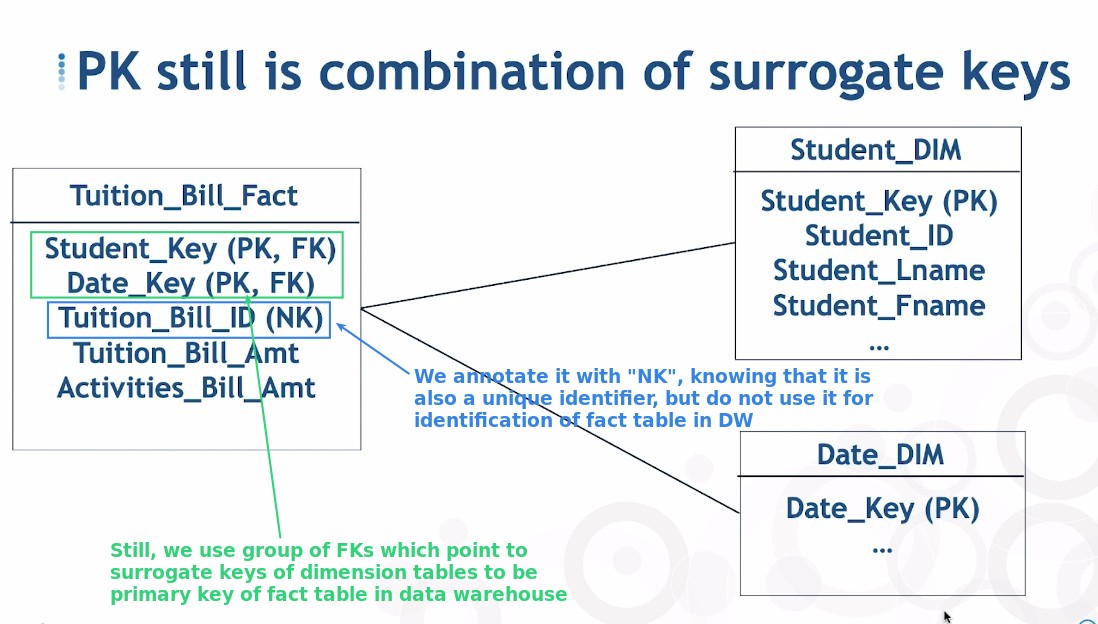 PK still is combination of surrogate keys
Tuition_Bill_Fact
Student_Key (PK, FK)
Date_Key (PK, FK)
Tuition_Bill_ID (NK)
Tuition_Bill_Amt
Activities_Bill_Amt
Student_DIM
Student_Key (PK)
Student_ID
Student_Lname
Student_Fname
...
We annotate it with "NK", knowing that it is
also a unique identifier, but do not use it for
identification of fact table in DW
Date_DIM
Date_Key (PK)
...
Still, we use group of FKs which point to
surrogate keys of dimension tables to be
primary key of fact table in data warehouse